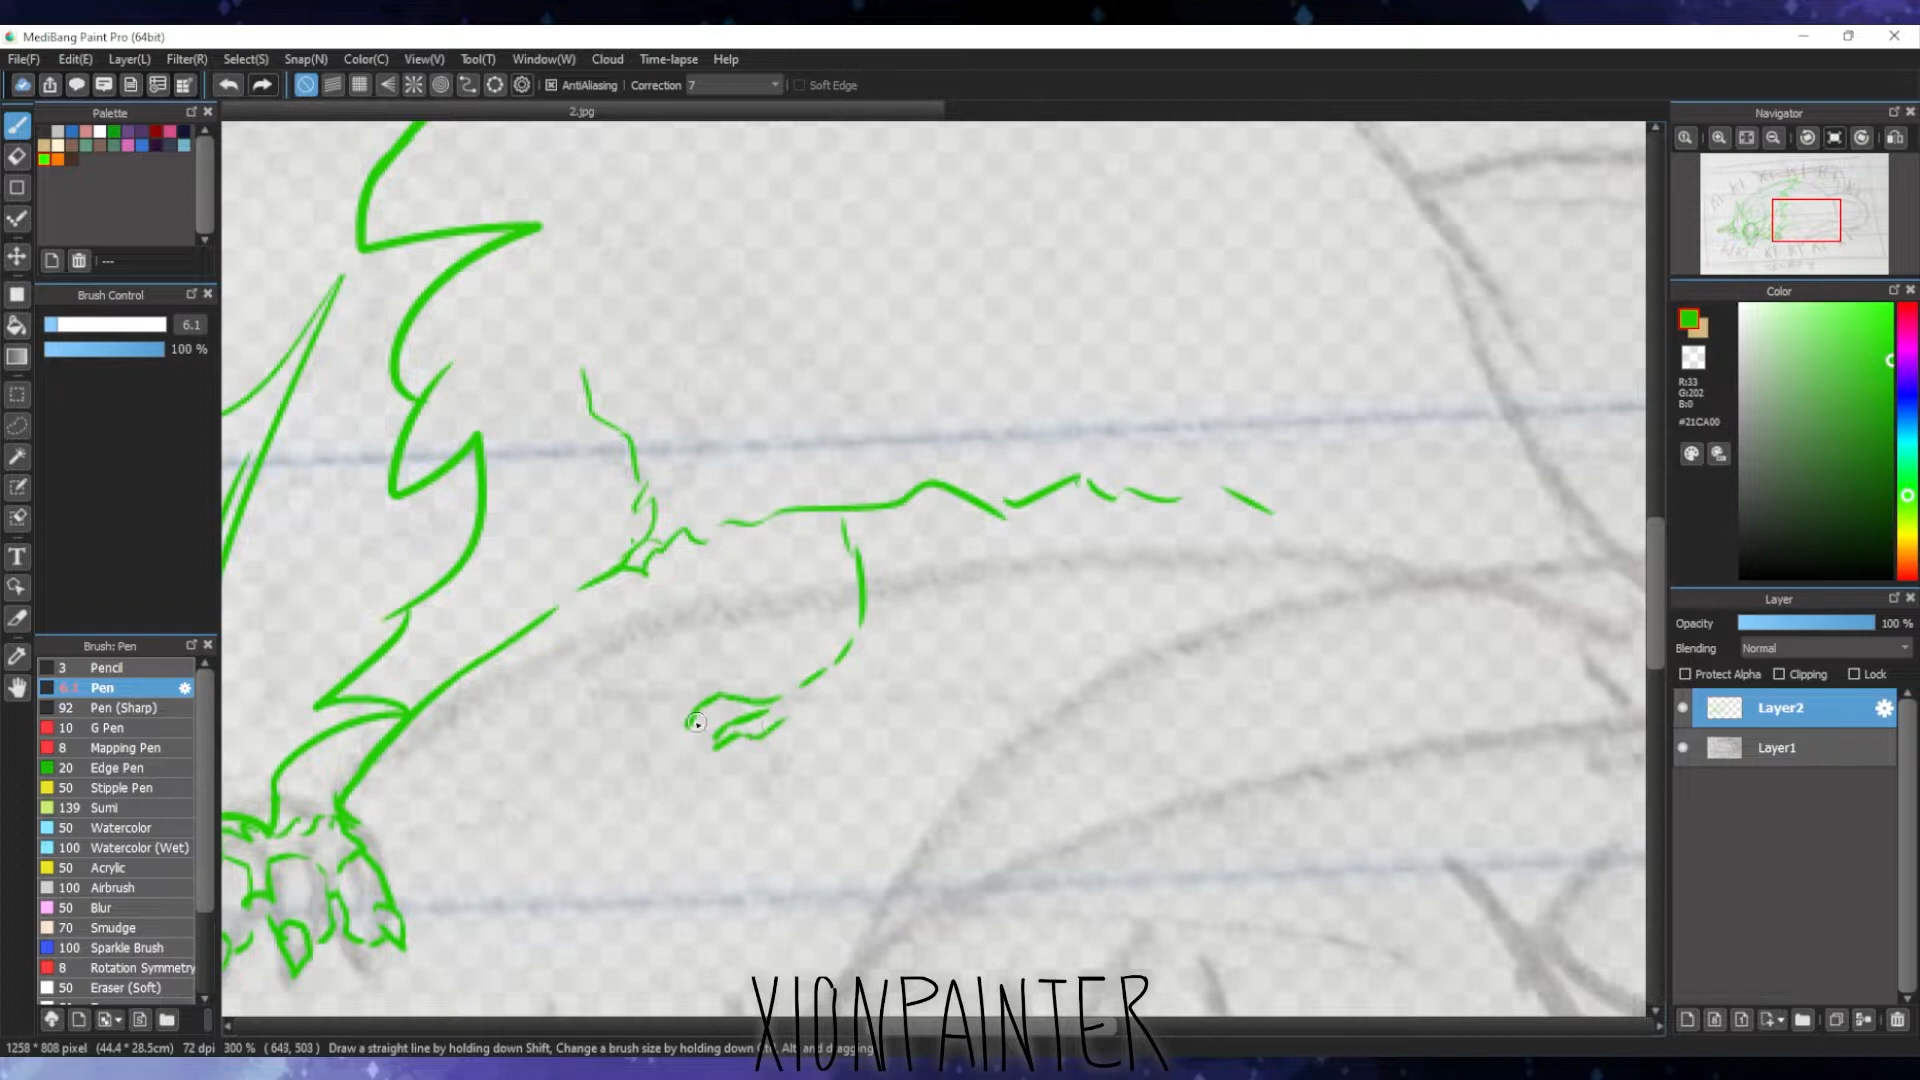 MediBang Paint Pro (64bit)
File(F) Edit(E) Layer(L) Filter(R) Select(S) Snap(N) Color(C) View(V) Tool(T) Window(W) Cloud Time-lapse Help
AntiAliasing Correction 7 Soft Edge
Palette
2.jpg
Navigator
---
Brush Control
6.1
100 %
Color
R:33
G:202
B:0
#21CA00
Layer
Opacity 100 %
Blending Normal
Protect Alpha Clipping Lock
Layer2
Layer1
Brush: Pen
3 Pencil
6.1 Pen
92 Pen (Sharp)
10 G Pen
8 Mapping Pen
20 Edge Pen
50 Stipple Pen
139 Sumi
50 Watercolor
100 Watercolor (Wet)
50 Acrylic
100 Airbrush
50 Blur
70 Smudge
100 Sparkle Brush
8 Rotation Symmetry
50 Eraser (Soft)
XIONPAINTER
1258 * 808 pixel (44.4 * 28.5cm) 72 dpi 300 % ( 643, 503 ) Draw a straight line by holding down Shift, Change a brush size by holding down Ctrl, Alt, and dragging